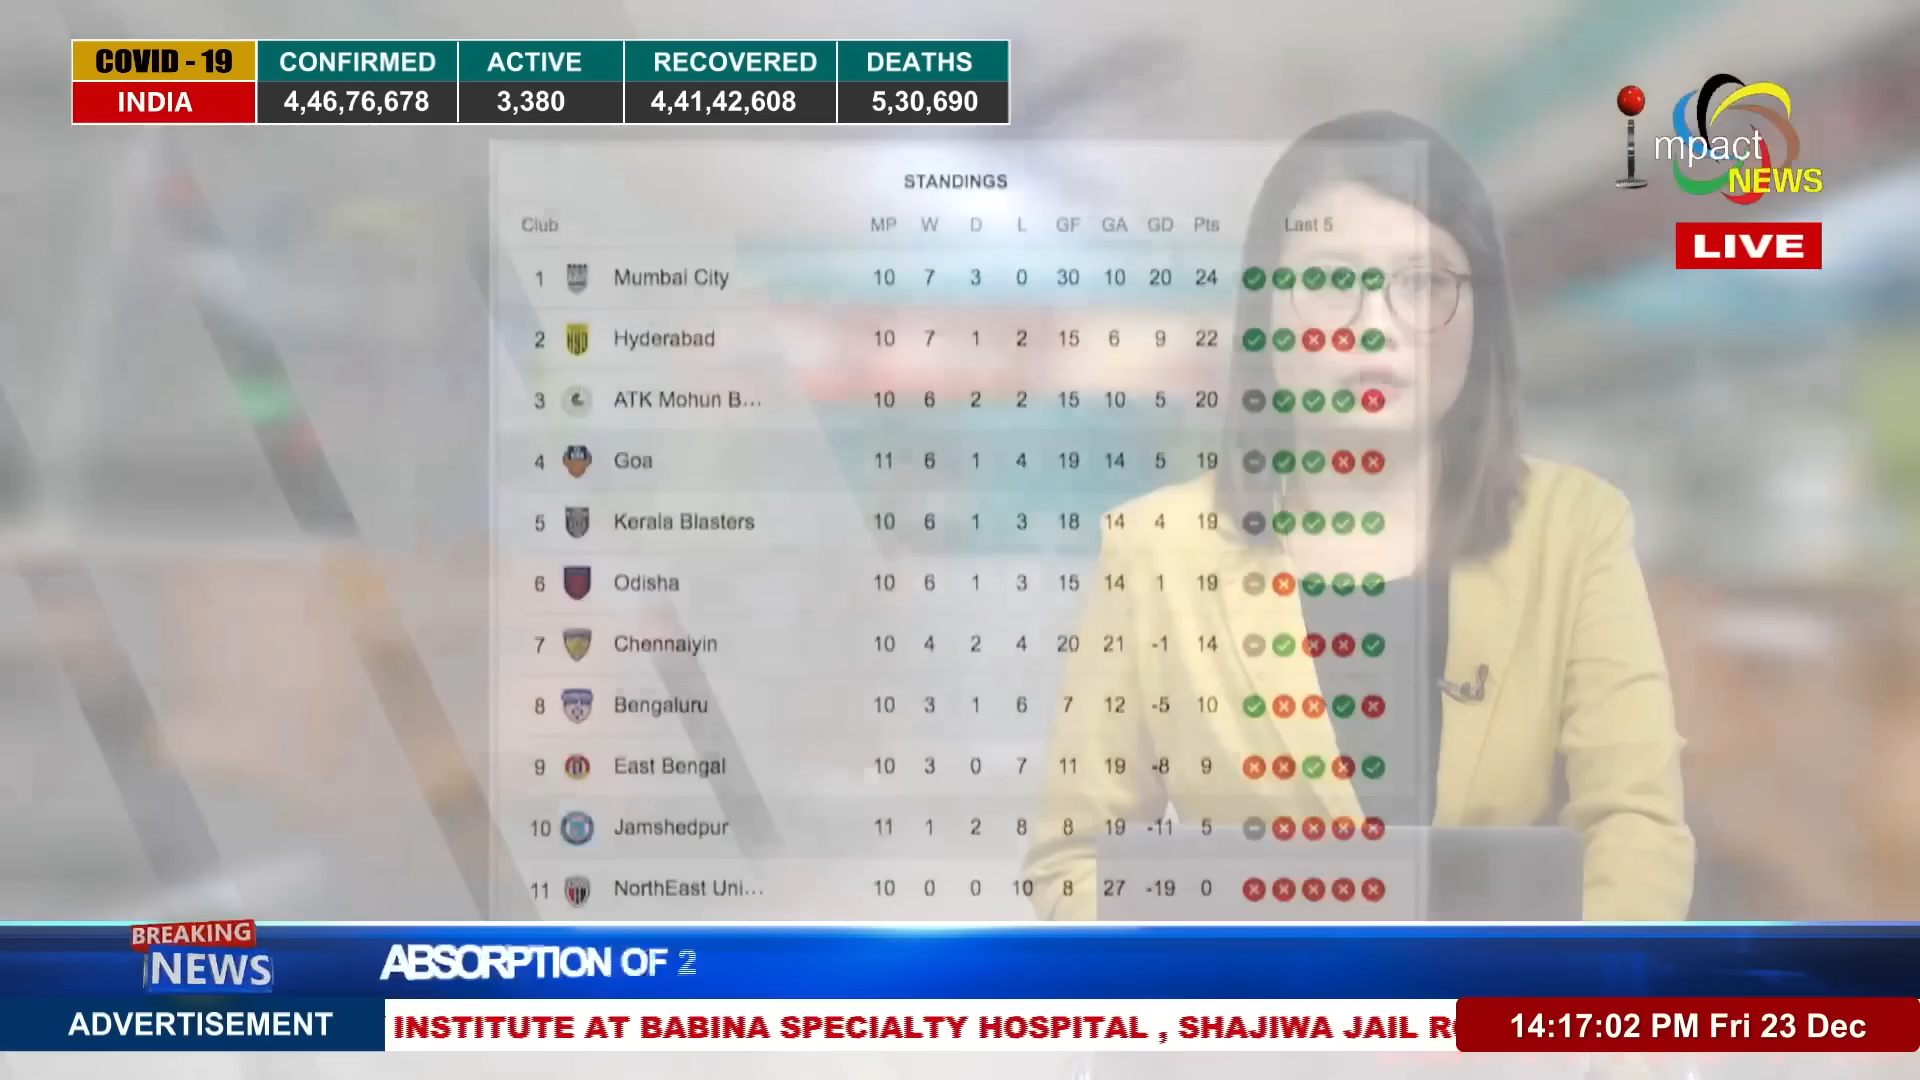 COVID - 19 CONFIRMED ACTIVE RECOVERED DEATHS
INDIA 4,46,76,678 3,380 4,41,42,608 5,30,690
mpact
NEWS
LIVE
STANDINGS
Club MP W D L GF GA GD Pts Last 5
1 Mumbai City 10 7 3 0 30 10 20 24
2 Hyderabad 10 7 1 2 15 6 9 22
3 ATK Mohun B... 10 6 2 2 15 10 5 20
4 Goa 11 6 1 4 19 14 5 19
5 Kerala Blasters 10 6 1 3 18 14 4 19
6 Odisha 10 6 1 3 15 14 1 19
7 Chennaiyin 10 4 2 4 20 21 -1 14
8 Bengaluru 10 3 1 6 7 12 -5 10
9 East Bengal 10 3 0 7 11 19 -8 9
10 Jamshedpur 11 1 2 8 8 19 -11 5
11 NorthEast Uni... 10 0 0 10 8 27 -19 0
BREAKING
NEWS
ABSORPTION OF 2
ADVERTISEMENT INSTITUTE AT BABINA SPECIALTY HOSPITAL , SHAJIWA JAIL 14:17:02 PM Fri 23 Dec